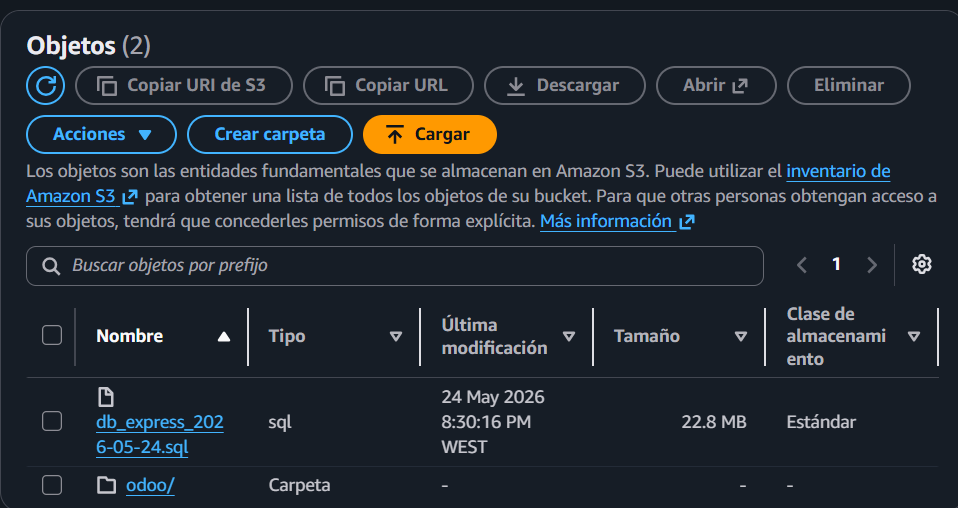 Objetos (2)
Copiar URI de S3 Copiar URL Descargar Abrir Eliminar
Acciones Crear carpeta Cargar
Los objetos son las entidades fundamentales que se almacenan en Amazon S3. Puede utilizar el inventario de
Amazon S3 para obtener una lista de todos los objetos de su bucket. Para que otras personas obtengan acceso a
sus objetos, tendrá que concederles permisos de forma explícita. Más información
Buscar objetos por prefijo
1
Nombre
Tipo
Última
modificación
Tamaño
Clase de
almacenami
ento
db_express_202
6-05-24.sql
sql
24 May 2026
8:30:16 PM
WEST
22.8 MB
Estándar
odoo/ Carpeta - - -